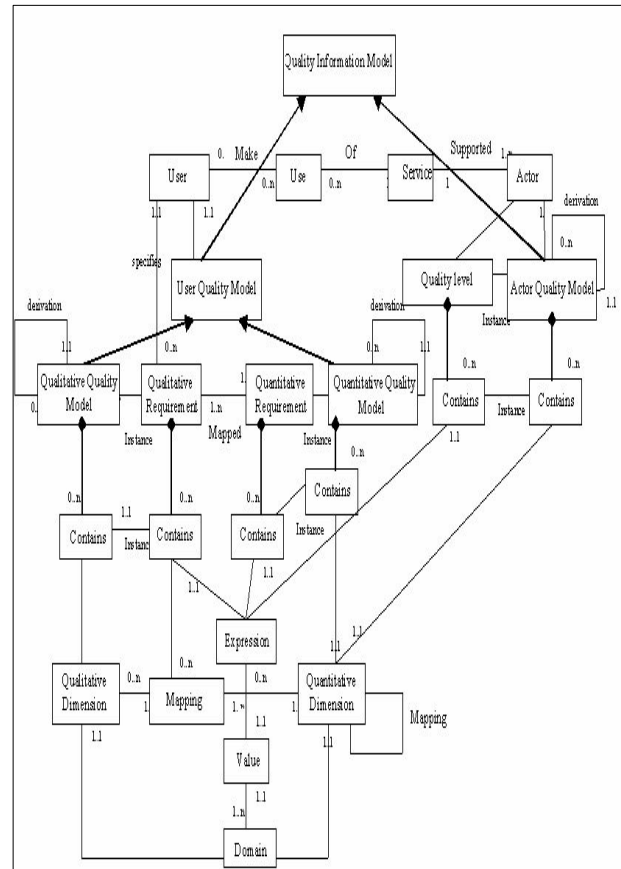 Quality Information Model
0. Make Of Supported 1..n
User Use Service Actor
0..n 0..n 1 1
1..1 1..1 1. derivation
0..n
specifies
User Quality Model Quality level Actor Quality Model
1..1
Instance
derivation derivation
1..1 0..n 0..n 1..1 0..n 0..n
Qualitative Quality Model
Qualitative Requirement
Quantitative Requirement
Quantitative Quality Model
0. 1..n 1.
Contains Instance Contains
Instance Mapped Instance
1..1
0..n 0..n 0..n 0..n
Contains
1..1
Contains Instance Contains Contains
Instance
1..1 1..1
Expression
1..1 1..1
0..n 0..n 0..n
Qualitative Dimension
Mapping
Quantitative Dimension
1. 1..n 1.
Mapping
1..1 1..1 1..1
Value
1..1
1..n
Domain